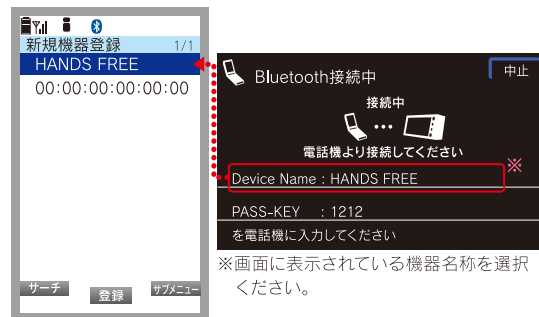 新規機器登録 1/1
HANDS FREE
00:00:00:00:00:00
サーチ 登録 サブメニュー
Bluetooth接続中 中止
接続中
電話機より接続してください
※
Device Name : HANDS FREE
PASS-KEY : 1212
を電話機に入力してください
※画面に表示されている機器名称を選択
ください。